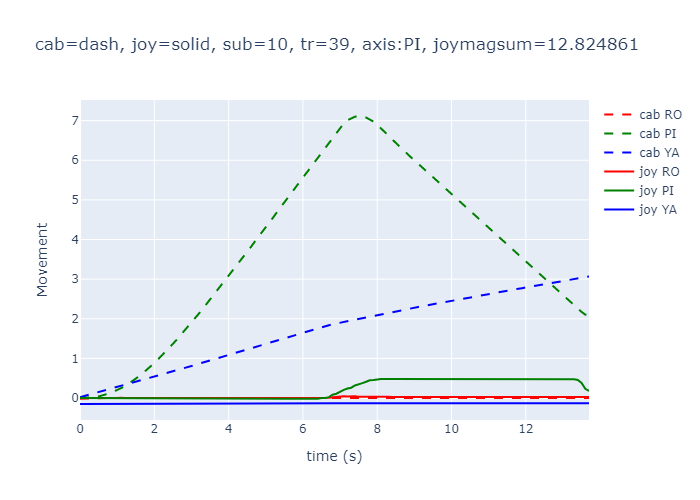 cab=dash, joy=solid, sub=10, tr=39, axis:PI, joymagsum=12.824861
7
6
5
4
3
2
1
0
Movement
0 2 4 6 8 10 12
time (s)
cab RO
cab PI
cab YA
joy RO
joy PI
joy YA